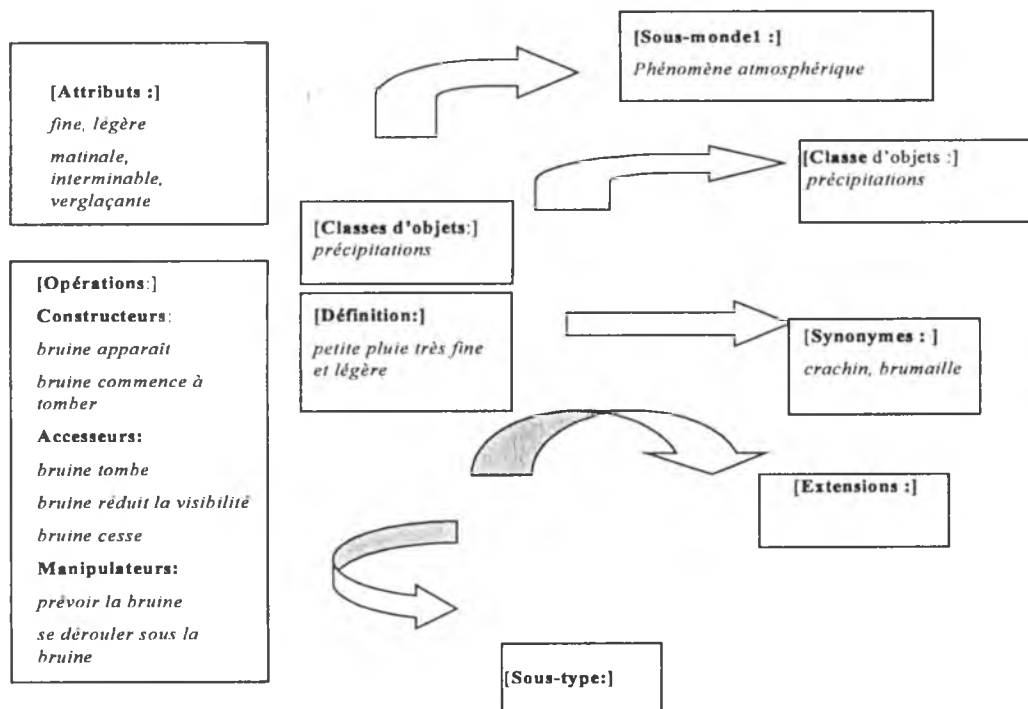 [Attributs :]
fine, légère
matinale,
interminable,
verglaçante
[Opérations:]
Constructeurs:
bruine apparaît
bruine commence à
tomber
Accesseurs:
bruine tombe
bruine réduit la visibilité
bruine cesse
Manipulateurs:
prévoir la bruine
se dérouler sous la
bruine
[Classes d'objets:]
précipitations
[Définition:]
petite pluie très fine
et légère
[Sous-monde1 :]
Phénomène atmosphérique
[Classe d'objets :]
précipitations
[Synonymes : ]
crachin, brumaille
[Extensions :]
[Sous-type:]